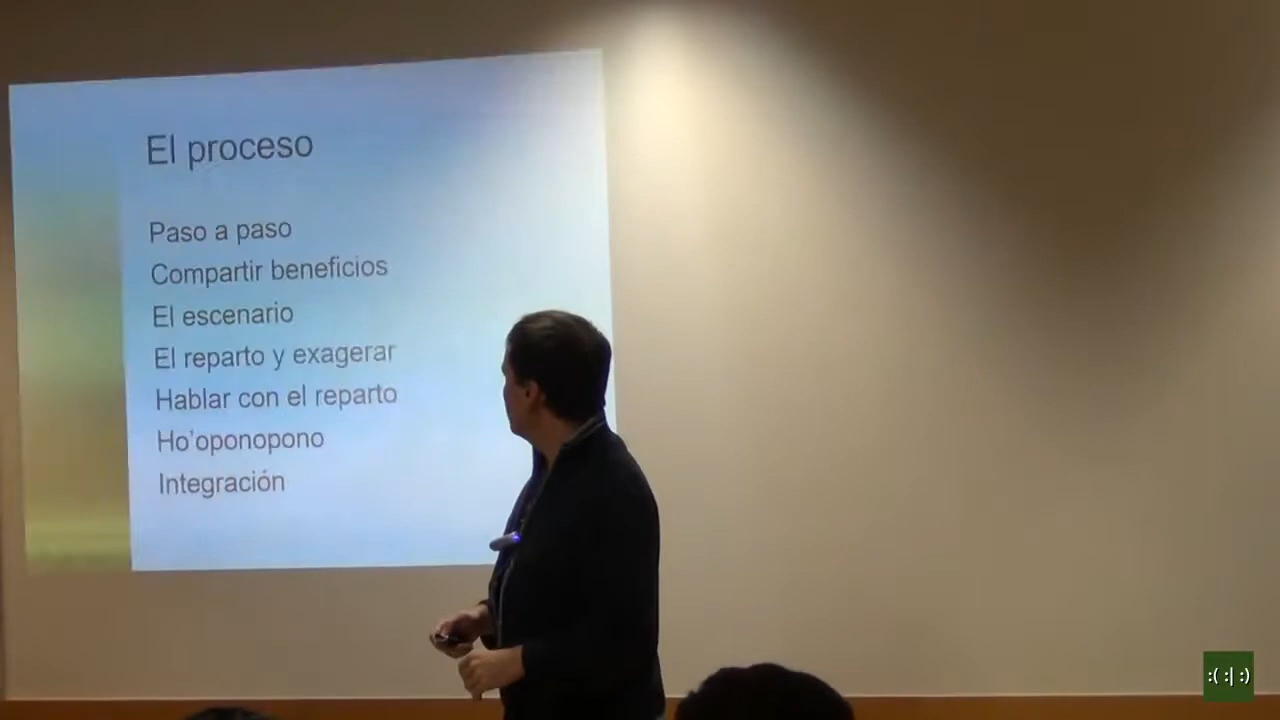 El proceso
Paso a paso
Compartir beneficios
El escenario
El reparto y exagerar
Hablar con el reparto
Ho'oponopono
Integración
:( :| :)